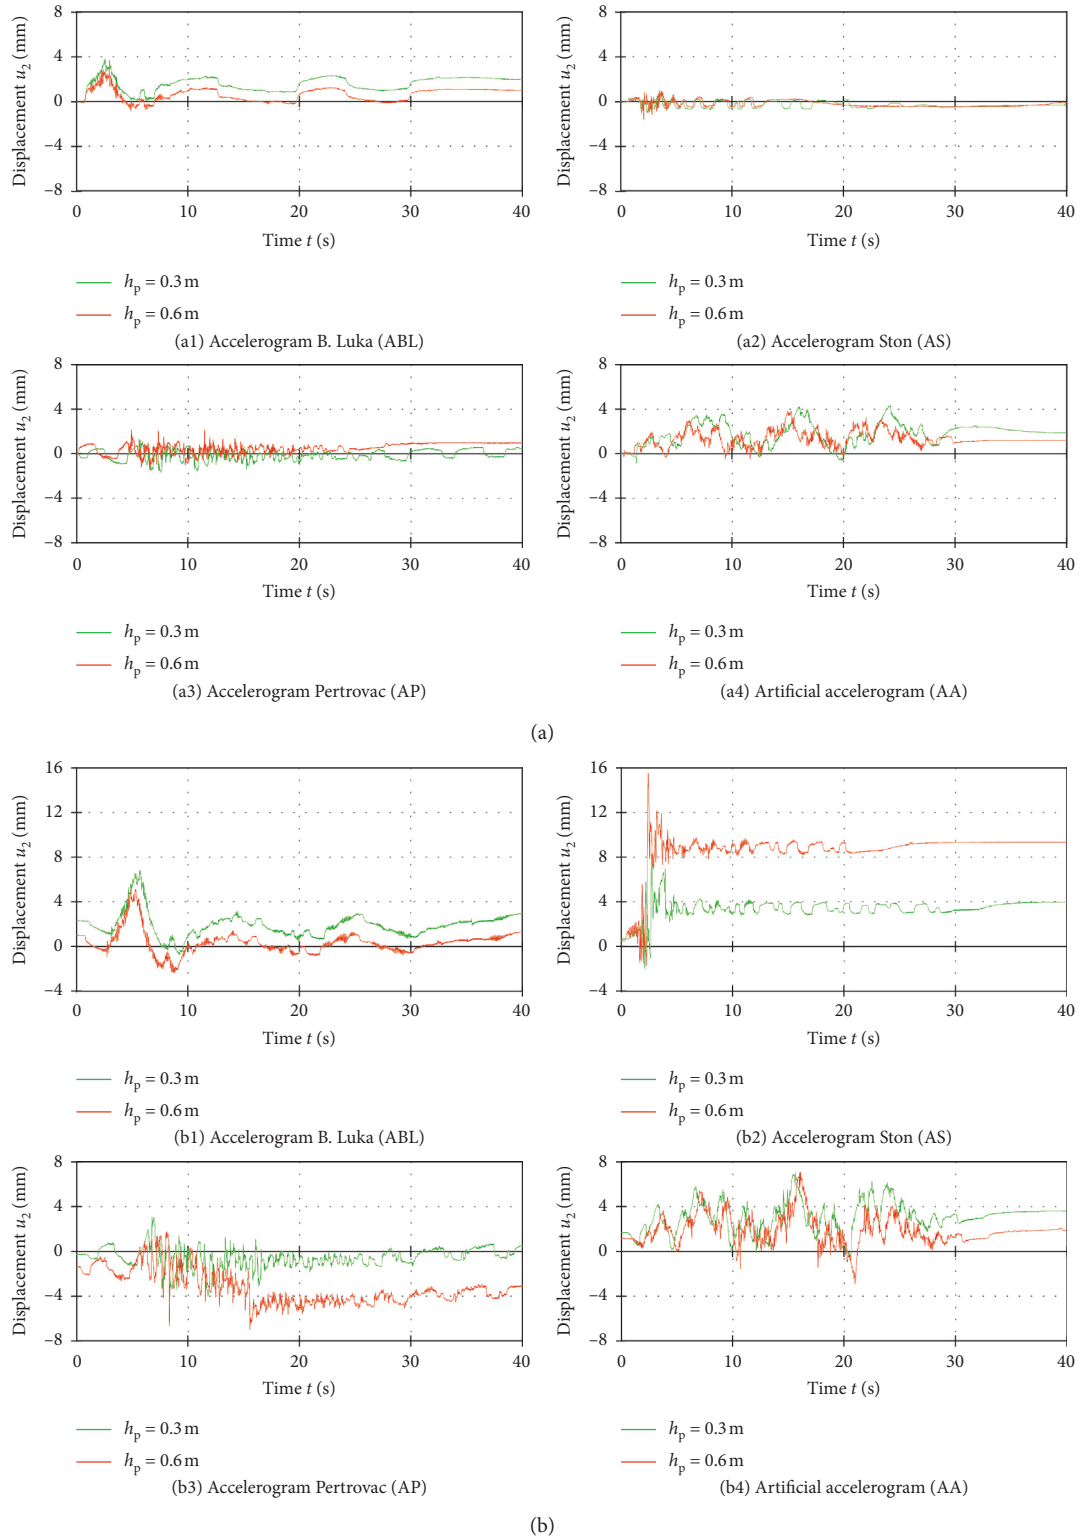 Displacement u2 (mm)
8
4
0
−4
−8
0 10 20 30 40
Time t (s)
hp = 0.3 m
hp = 0.6 m
(a1) Accelerogram B. Luka (ABL)
Displacement u2 (mm)
8
4
0
−4
−8
0 10 20 30 40
Time t (s)
hp = 0.3 m
hp = 0.6 m
(a2) Accelerogram Ston (AS)
Displacement u2 (mm)
8
4
0
−4
−8
0 10 20 30 40
Time t (s)
hp = 0.3 m
hp = 0.6 m
(a3) Accelerogram Pertrovac (AP)
Displacement u2 (mm)
8
4
0
−4
−8
0 10 20 30 40
Time t (s)
hp = 0.3 m
hp = 0.6 m
(a4) Artificial accelerogram (AA)
(a)
Displacement u2 (mm)
16
12
8
4
0
−4
0 10 20 30 40
Time t (s)
hp = 0.3 m
hp = 0.6 m
(b1) Accelerogram B. Luka (ABL)
Displacement u2 (mm)
16
12
8
4
0
−4
0 10 20 30 40
Time t (s)
hp = 0.3 m
hp = 0.6 m
(b2) Accelerogram Ston (AS)
Displacement u2 (mm)
8
4
0
−4
−8
0 10 20 30 40
Time t (s)
hp = 0.3 m
hp = 0.6 m
(b3) Accelerogram Pertrovac (AP)
Displacement u2 (mm)
8
4
0
−4
−8
0 10 20 30 40
Time t (s)
hp = 0.3 m
hp = 0.6 m
(b4) Artificial accelerogram (AA)
(b)